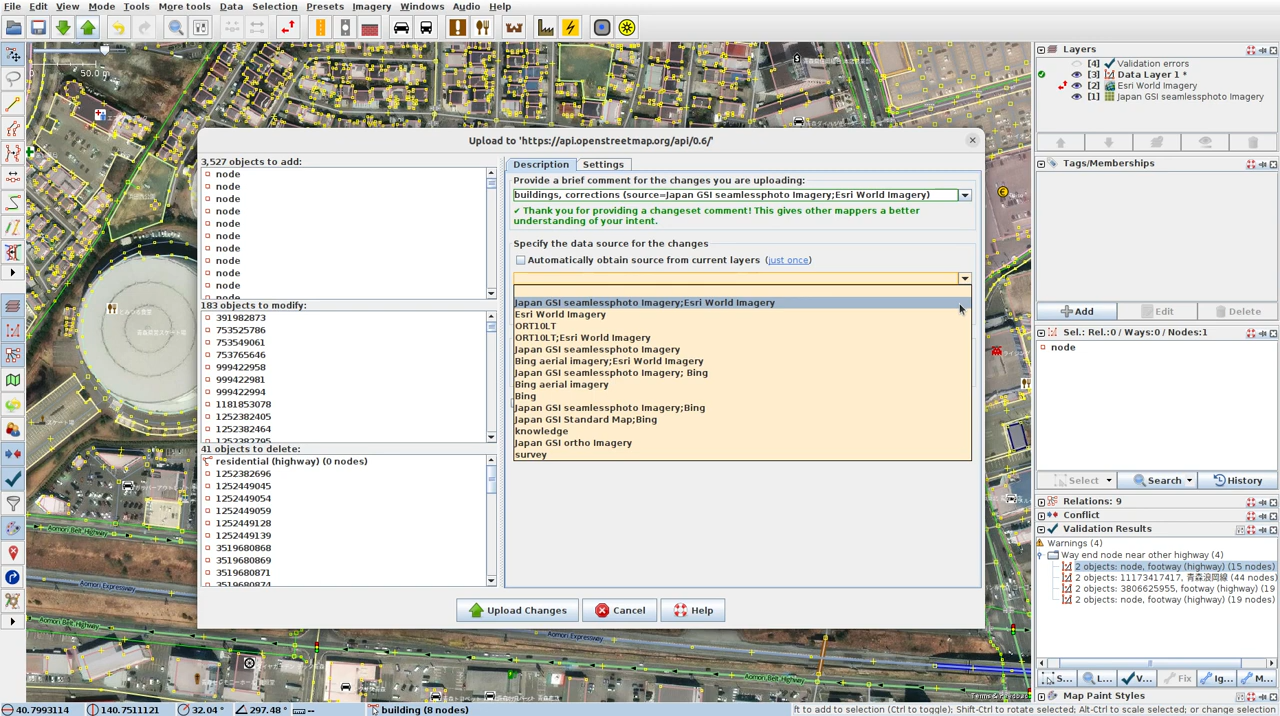 File Edit View Mode Tools More tools Data Selection Presets Imagery Windows Audio Help
50.0 m
Upload to 'https://api.openstreetmap.org/api/0.6/'
3,527 objects to add:
node
node
node
node
node
node
node
node
node
node
node
183 objects to modify:
391982873
753525786
753549061
753765646
999422958
999422981
999422994
1181853078
1252382405
1252382464
1252382795
41 objects to delete:
residential (highway) (0 nodes)
1252382696
1252449045
1252449054
1252449059
1252449128
1252449139
3519680868
3519680869
3519680871
3519680874
Description Settings
Provide a brief comment for the changes you are uploading:
buildings, corrections (source=Japan GSI seamlessphoto Imagery;Esri World Imagery)
✔ Thank you for providing a changeset comment! This gives other mappers a better
understanding of your intent.
Specify the data source for the changes
Automatically obtain source from current layers (just once)
Japan GSI seamlessphoto Imagery;Esri World Imagery
Esri World Imagery
ORT10LT
ORT10LT;Esri World Imagery
Japan GSI seamlessphoto Imagery
Bing aerial imagery;Esri World Imagery
Japan GSI seamlessphoto Imagery; Bing
Bing aerial imagery
Bing
Japan GSI seamlessphoto Imagery;Bing
Japan GSI Standard Map;Bing
knowledge
Japan GSI ortho Imagery
survey
Upload Changes Cancel Help
Layers
[4] Validation errors
[3] Data Layer 1 *
[2] Esri World Imagery
[1] Japan GSI seamlessphoto Imagery
Tags/Memberships
Add Edit Delete
Sel.: Rel.:0 / Ways:0 / Nodes:1
node
Select Search History
Relations: 9
Conflict
Validation Results
Warnings (4)
Way end node near other highway (4)
2 objects: node, footway (highway) (15 nodes)
2 objects: 11173417417, 青森浪岡線 (44 nodes)
2 objects: 3806625955, footway (highway) (19
2 objects: node, footway (highway) (19 nodes)
S... L... V... Fix Ig... M...
Map Paint Styles
Aomori Belt Highway
Aomori Expressway
Aomori Belt Highway
Aomori Expressway
40.7993114 140.7511121 32.04 ° 297.48 ° -- building (8 nodes)
ft to add to selection (Ctrl to toggle); Shift-Ctrl to rotate selected; Alt-Ctrl to scale selected; or change selection